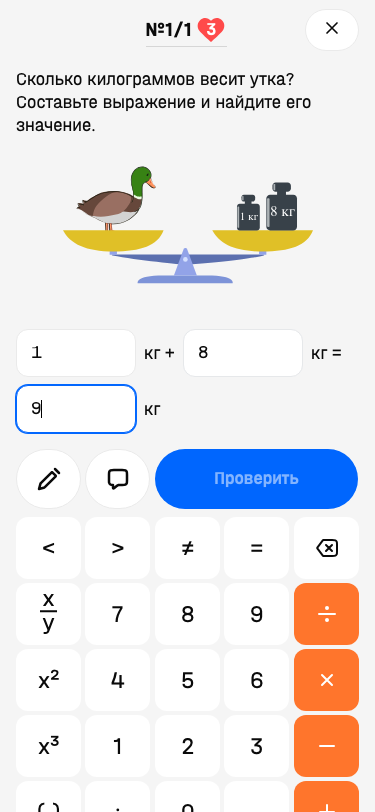 №1/1 3
Сколько килограммов весит утка?
Составьте выражение и найдите его
значение.
1 кг 8 кг
1 кг + 8 кг =
9 кг
Проверить
< > ≠ =
x/y 7 8 9 ÷
x² 4 5 6 ×
x³ 1 2 3 −